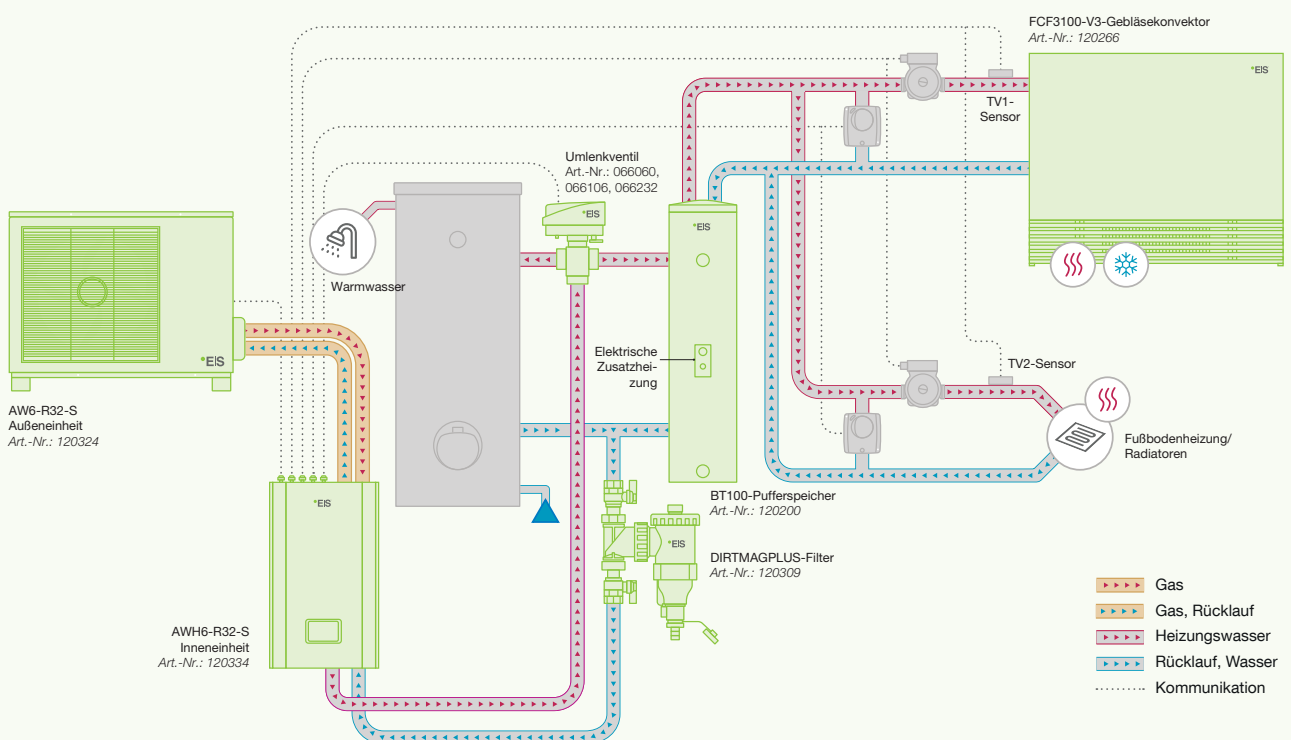 FCF3100-V3-Gebläsekonvektor
Art.-Nr.: 120266
°EIS
TV1-
Sensor
Umlenkventil
Art.-Nr.: 066060,
066106, 066232
°EIS
°EIS
Warmwasser
°EIS
Elektrische
Zusatzhei-
zung
TV2-Sensor
AW6-R32-S
Außeneinheit
Art.-Nr.: 120324
Fußbodenheizung/
Radiatoren
°EIS
BT100-Pufferspeicher
Art.-Nr.: 120200
°EIS
DIRTMAGPLUS-Filter
Art.-Nr.: 120309
AWH6-R32-S
Inneneinheit
Art.-Nr.: 120334
Gas
Gas, Rücklauf
Heizungswasser
Rücklauf, Wasser
Kommunikation